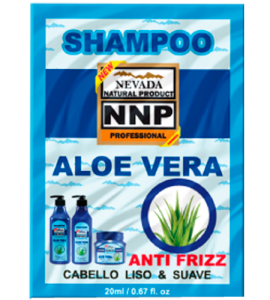 SHAMPOO
NEW
NEVADA
NATURAL PRODUCT
NNP
PROFESSIONAL
ALOE VERA
ANTI FRIZZ
CABELLO LISO & SUAVE
20ml / 0.67 fl. oz